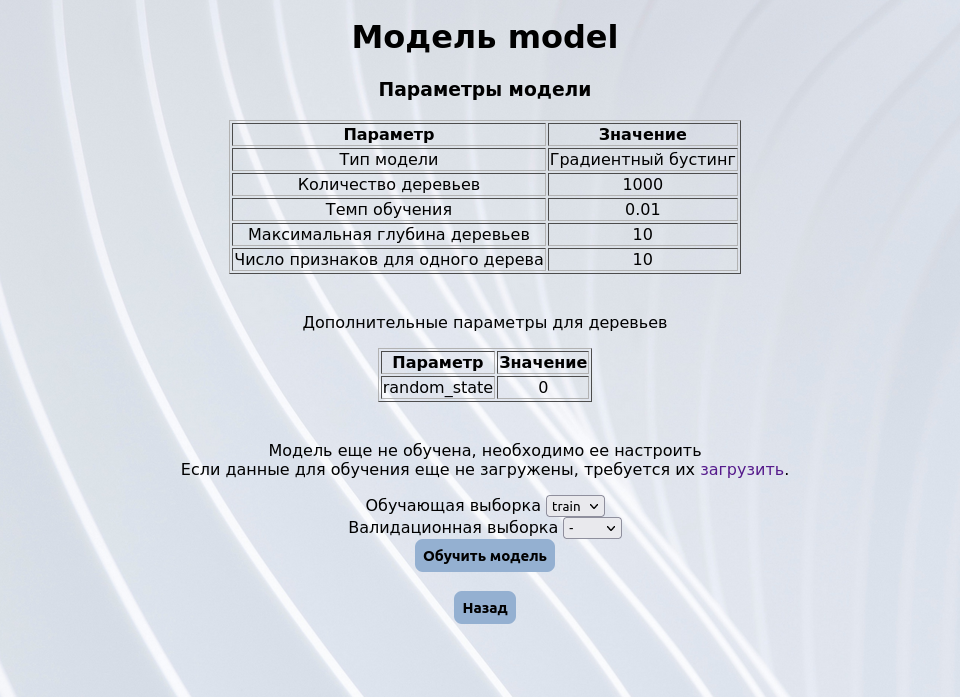 Модель model
Параметры модели
Параметр Значение
Тип модели Градиентный бустинг
Количество деревьев 1000
Темп обучения 0.01
Максимальная глубина деревьев 10
Число признаков для одного дерева 10
Дополнительные параметры для деревьев
Параметр Значение
random_state 0
Модель еще не обучена, необходимо ее настроить
Если данные для обучения еще не загружены, требуется их загрузить.
Обучающая выборка train
Валидационная выборка -
Обучить модель
Назад